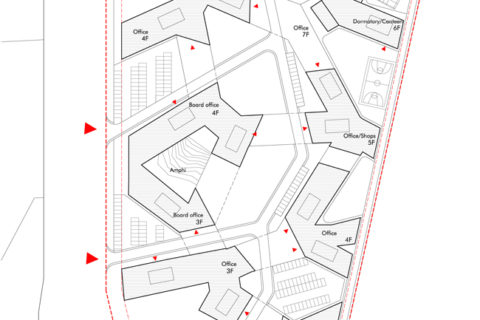 Office
4F
Office
7F
Dormatory/Canteen
6F
Board office
4F
Office/Shops
5F
Amphi
Board office
3F
Office
4F
Office
3F